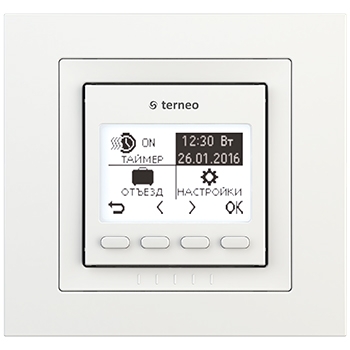 terneo
ON 12:30 Вт
ТАЙМЕР 26.01.2016
ОТЪЕЗД НАСТРОЙКИ
OK